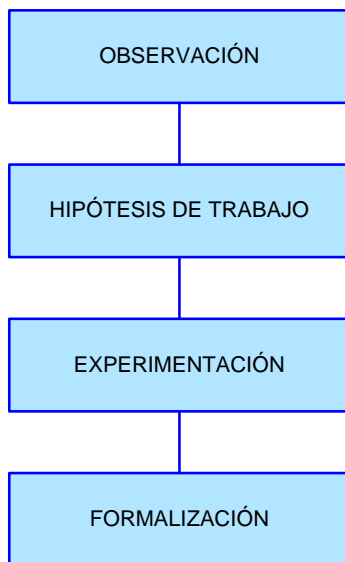 OBSERVACIÓN
HIPÓTESIS DE TRABAJO
EXPERIMENTACIÓN
FORMALIZACIÓN